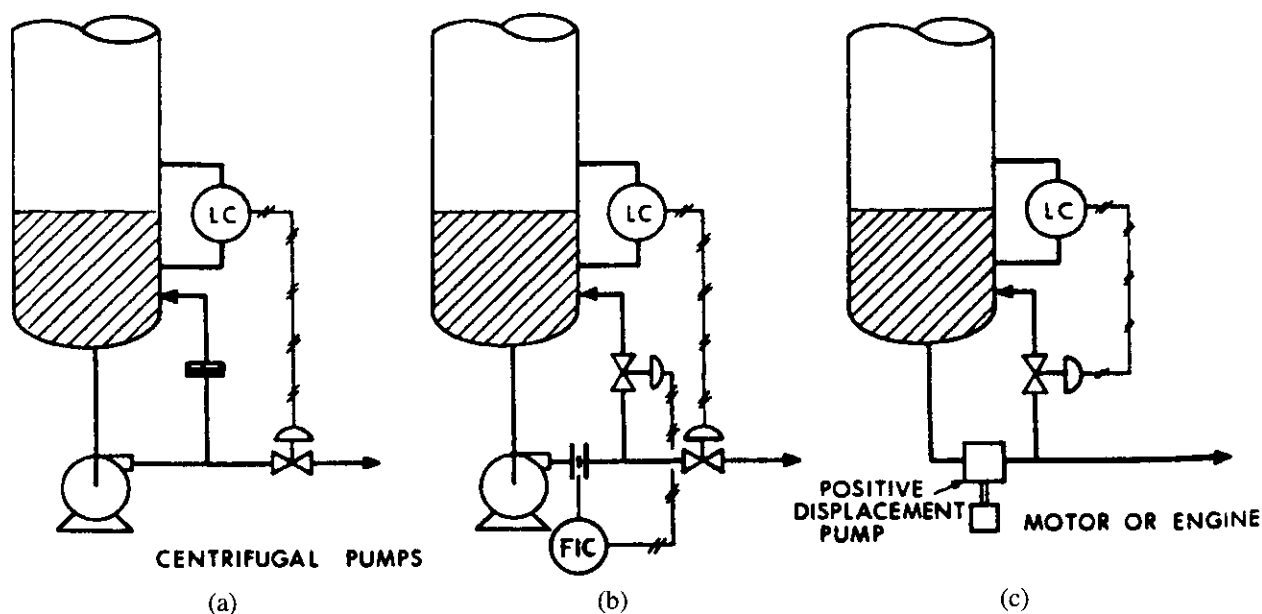 LC
LC
LC
FIC
POSITIVE
DISPLACEMENT
PUMP
MOTOR OR ENGINE
CENTRIFUGAL PUMPS
(a)
(b)
(c)